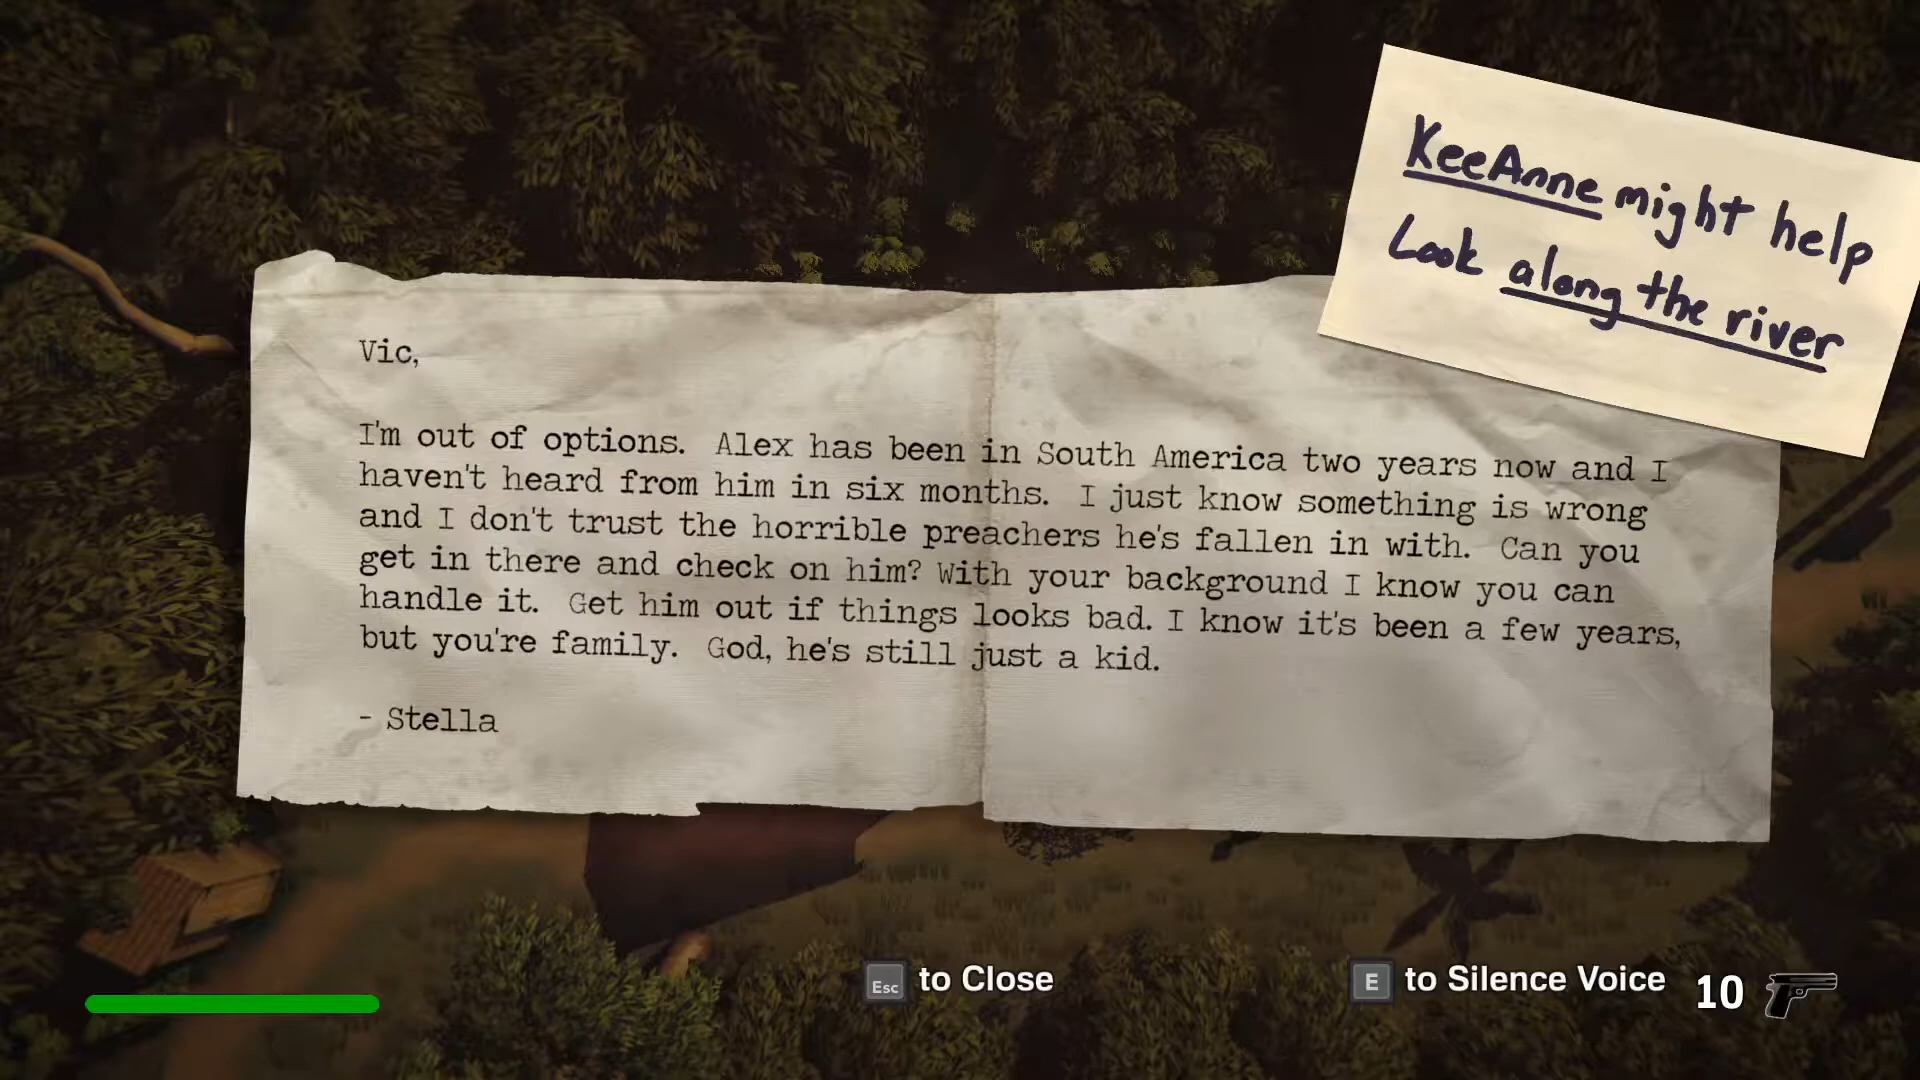 KeeAnne might help
Look along the river
Vic,
I'm out of options.  Alex has been in South America two years now and I
haven't heard from him in six months.  I just know something is wrong
and I don't trust the horrible preachers he's fallen in with.  Can you
get in there and check on him? With your background I know you can
handle it.  Get him out if things looks bad. I know it's been a few years,
but you're family.  God, he's still just a kid.
- Stella
Esc to Close
E to Silence Voice
10